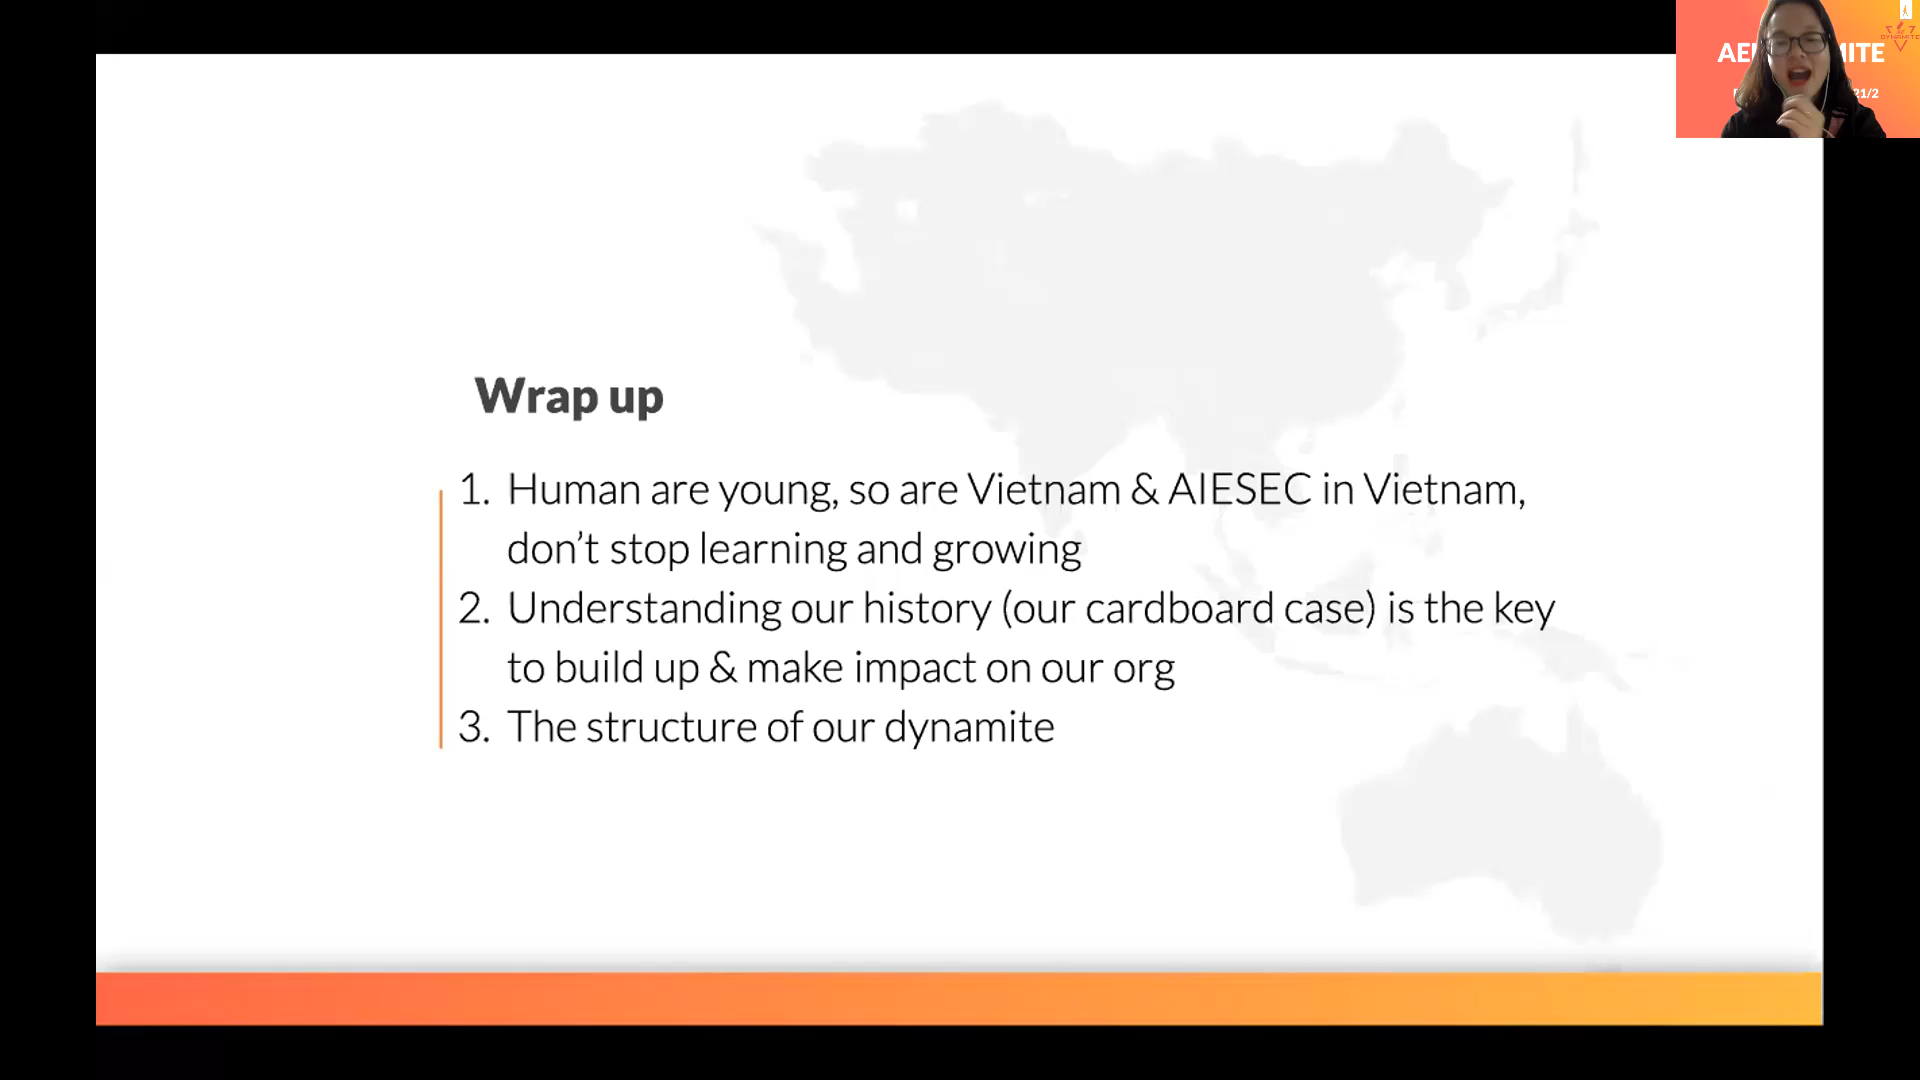 Wrap up
1. Human are young, so are Vietnam & AIESEC in Vietnam,
don’t stop learning and growing
2. Understanding our history (our cardboard case) is the key
to build up & make impact on our org
3. The structure of our dynamite
DYNAMITE